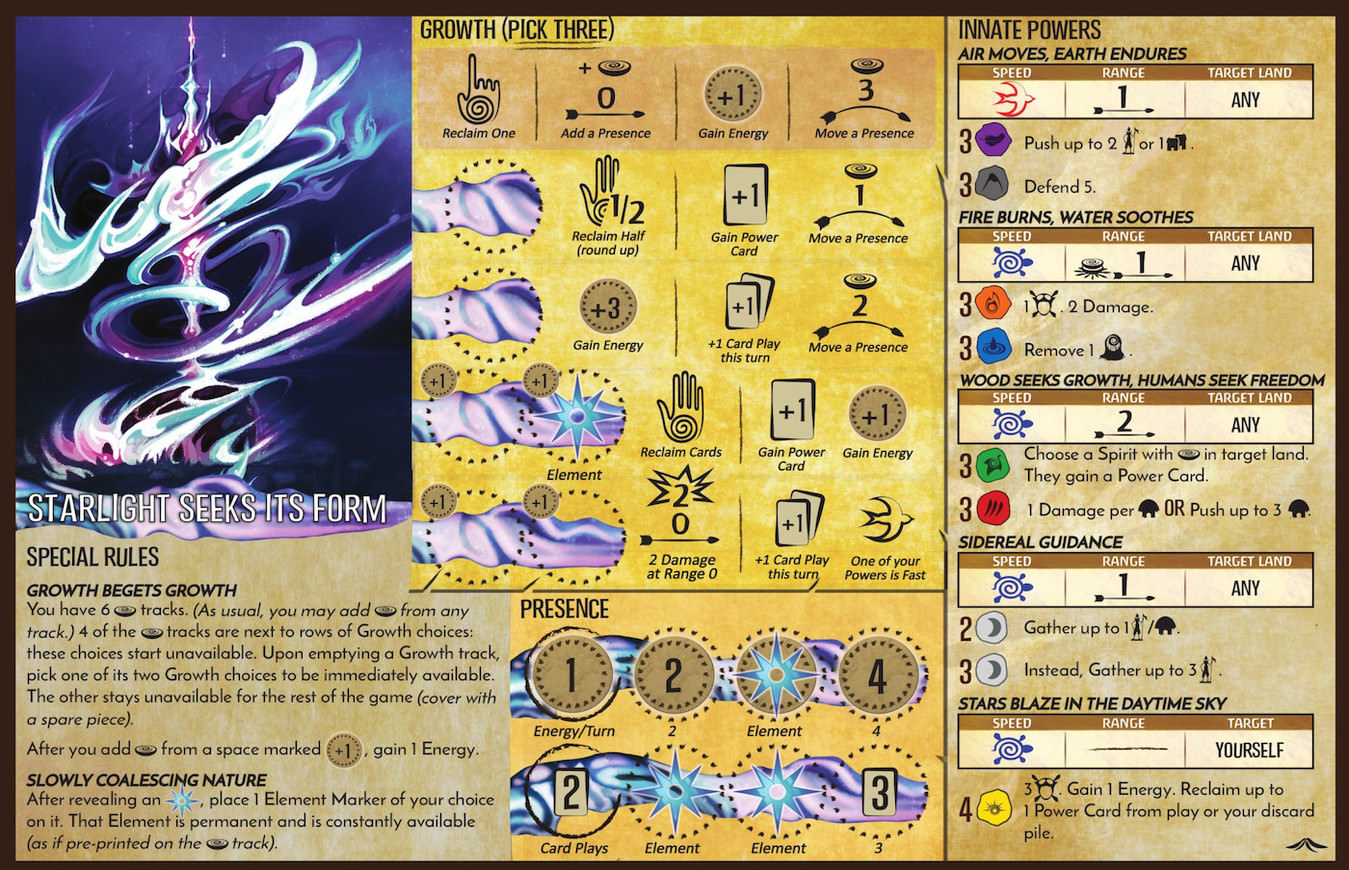 STARLIGHT SEEKS ITS FORM
SPECIAL RULES
GROWTH BEGETS GROWTH
You have 6 tracks. (As usual, you may add from any
track.) 4 of the tracks are next to rows of Growth choices:
these choices start unavailable. Upon emptying a Growth track,
pick one of its two Growth choices to be immediately available.
The other stays unavailable for the rest of the game (cover with
a spare piece).
After you add from a space marked +1, gain 1 Energy.
SLOWLY COALESCING NATURE
After revealing an , place 1 Element Marker of your choice
on it. That Element is permanent and is constantly available
(as if pre-printed on the track).
GROWTH (PICK THREE)
+
0 +1 3
Reclaim One Add a Presence Gain Energy Move a Presence
1/2 +1 1
Reclaim Half Gain Power Move a Presence
(round up) Card
+3 +1 2
Gain Energy +1 Card Play Move a Presence
this turn
+1 +1 +1 +1
Reclaim Cards Gain Power Gain
Card Energy
Element
+1 +1 2 +1
0
2 Damage +1 Card Play One of your
at Range 0 this turn Powers is Fast
PRESENCE
1 2 4
Energy/Turn 2 Element 4
2 3
Card Plays Element Element 3
INNATE POWERS
AIR MOVES, EARTH ENDURES
SPEED RANGE TARGET LAND
1 ANY
3 Push up to 2 or 1 .
3 Defend 5.
FIRE BURNS, WATER SOOTHES
SPEED RANGE TARGET LAND
1 ANY
3 1 . 2 Damage.
3 Remove 1 .
WOOD SEEKS GROWTH, HUMANS SEEK FREEDOM
SPEED RANGE TARGET LAND
2 ANY
3 Choose a Spirit with in target land.
They gain a Power Card.
3 1 Damage per OR Push up to 3 .
SIDEREAL GUIDANCE
SPEED RANGE TARGET LAND
1 ANY
2 Gather up to 1 / .
3 Instead, Gather up to 3 .
STARS BLAZE IN THE DAYTIME SKY
SPEED RANGE TARGET
YOURSELF
4 3 . Gain 1 Energy. Reclaim up to
1 Power Card from play or your discard
pile.